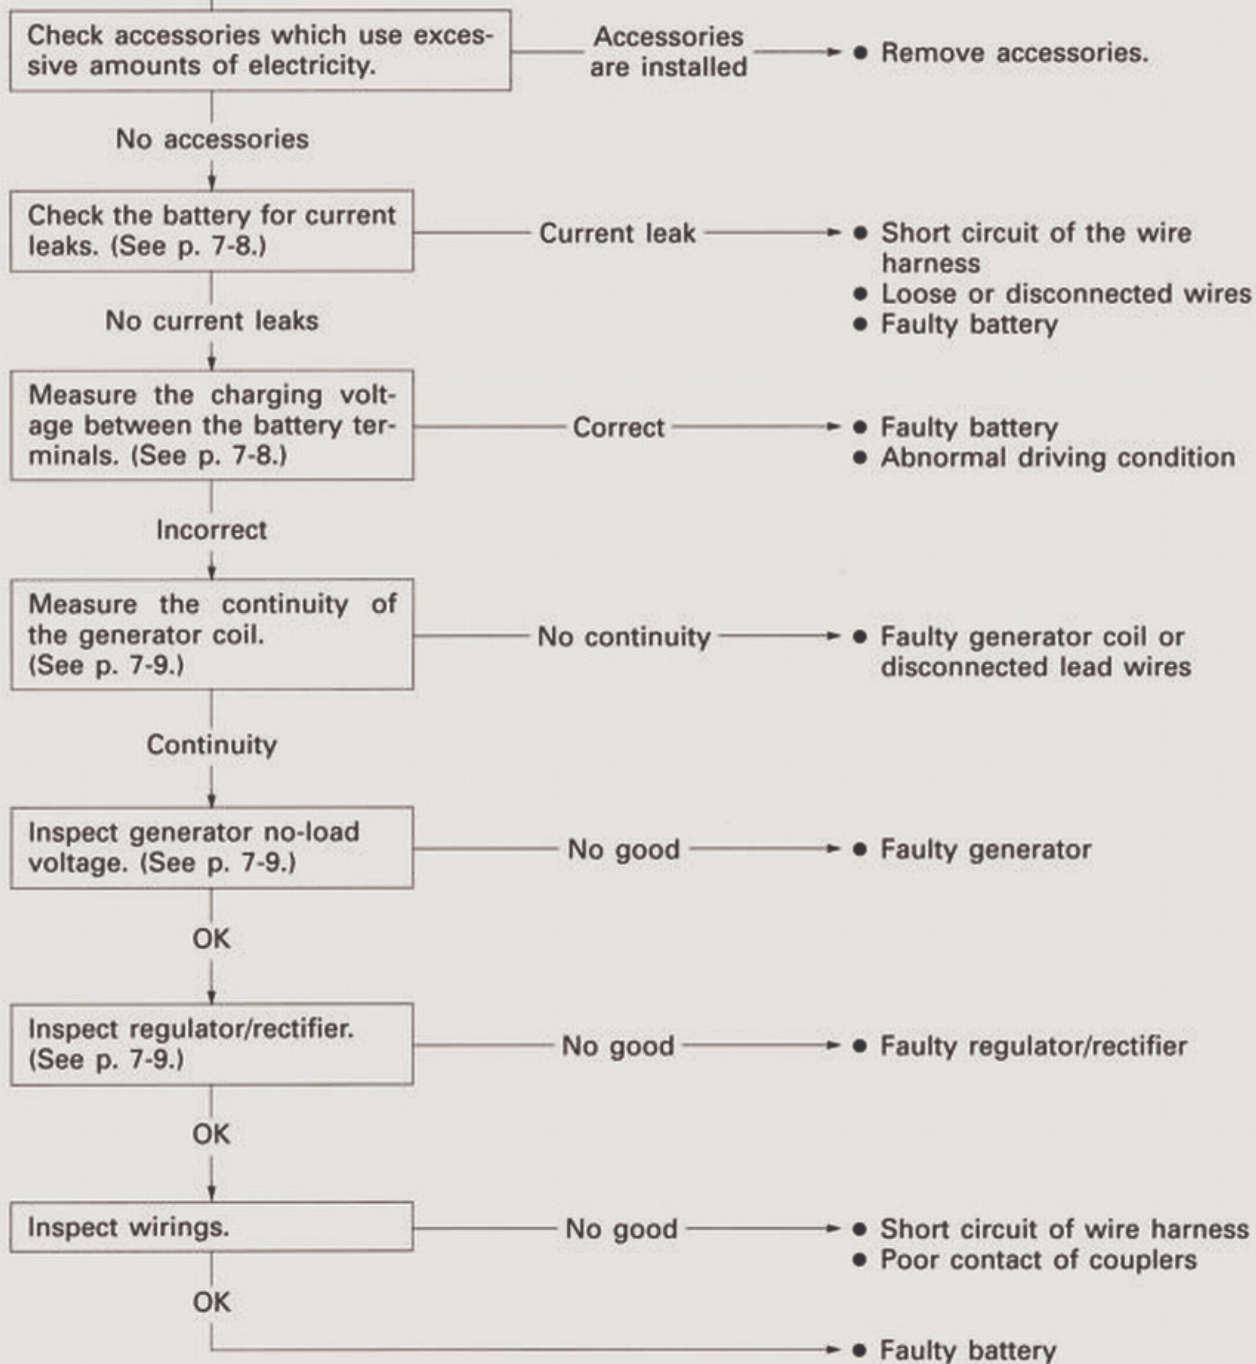 Check accessories which use exces-
sive amounts of electricity.
Accessories
are installed
● Remove accessories.
No accessories
Check the battery for current
leaks. (See p. 7-8.)
Current leak
● Short circuit of the wire
harness
● Loose or disconnected wires
● Faulty battery
No current leaks
Measure the charging volt-
age between the battery ter-
minals. (See p. 7-8.)
Correct
● Faulty battery
● Abnormal driving condition
Incorrect
Measure the continuity of
the generator coil.
(See p. 7-9.)
No continuity
● Faulty generator coil or
disconnected lead wires
Continuity
Inspect generator no-load
voltage. (See p. 7-9.)
No good
● Faulty generator
OK
Inspect regulator/rectifier.
(See p. 7-9.)
No good
● Faulty regulator/rectifier
OK
Inspect wirings.
No good
● Short circuit of wire harness
● Poor contact of couplers
OK
● Faulty battery